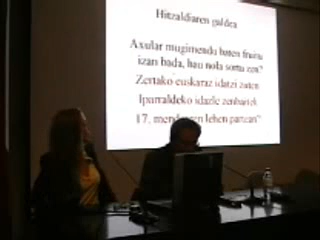 Hitzaldiaren galdea
Axular mugimendu baten fruitu
izan bada, hau nola sortu zen?
Zertako euskaraz idatzi zuten
Iparraldeko idazle zenbaitek
17. mendearen lehen partean?